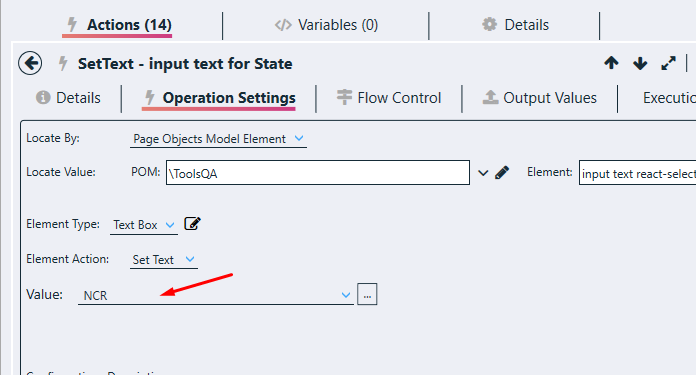 Actions (14) Variables (0) Details
SetText - input text for State
Details Operation Settings Flow Control Output Values Executio
Locate By: Page Objects Model Element
Locate Value: POM: \ToolsQA Element: input text react-select
Element Type: Text Box
Element Action: Set Text
Value: NCR ...